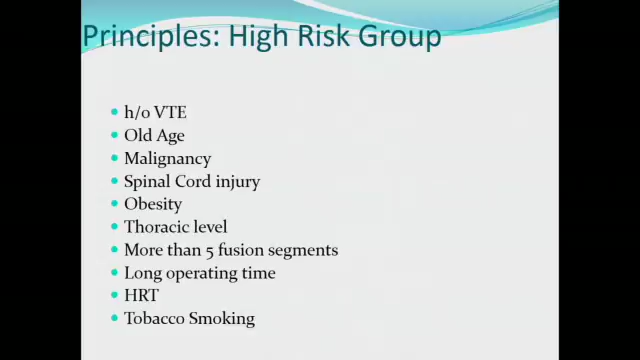 Principles: High Risk Group
h/o VTE
Old Age
Malignancy
Spinal Cord injury
Obesity
Thoracic level
More than 5 fusion segments
Long operating time
HRT
Tobacco Smoking